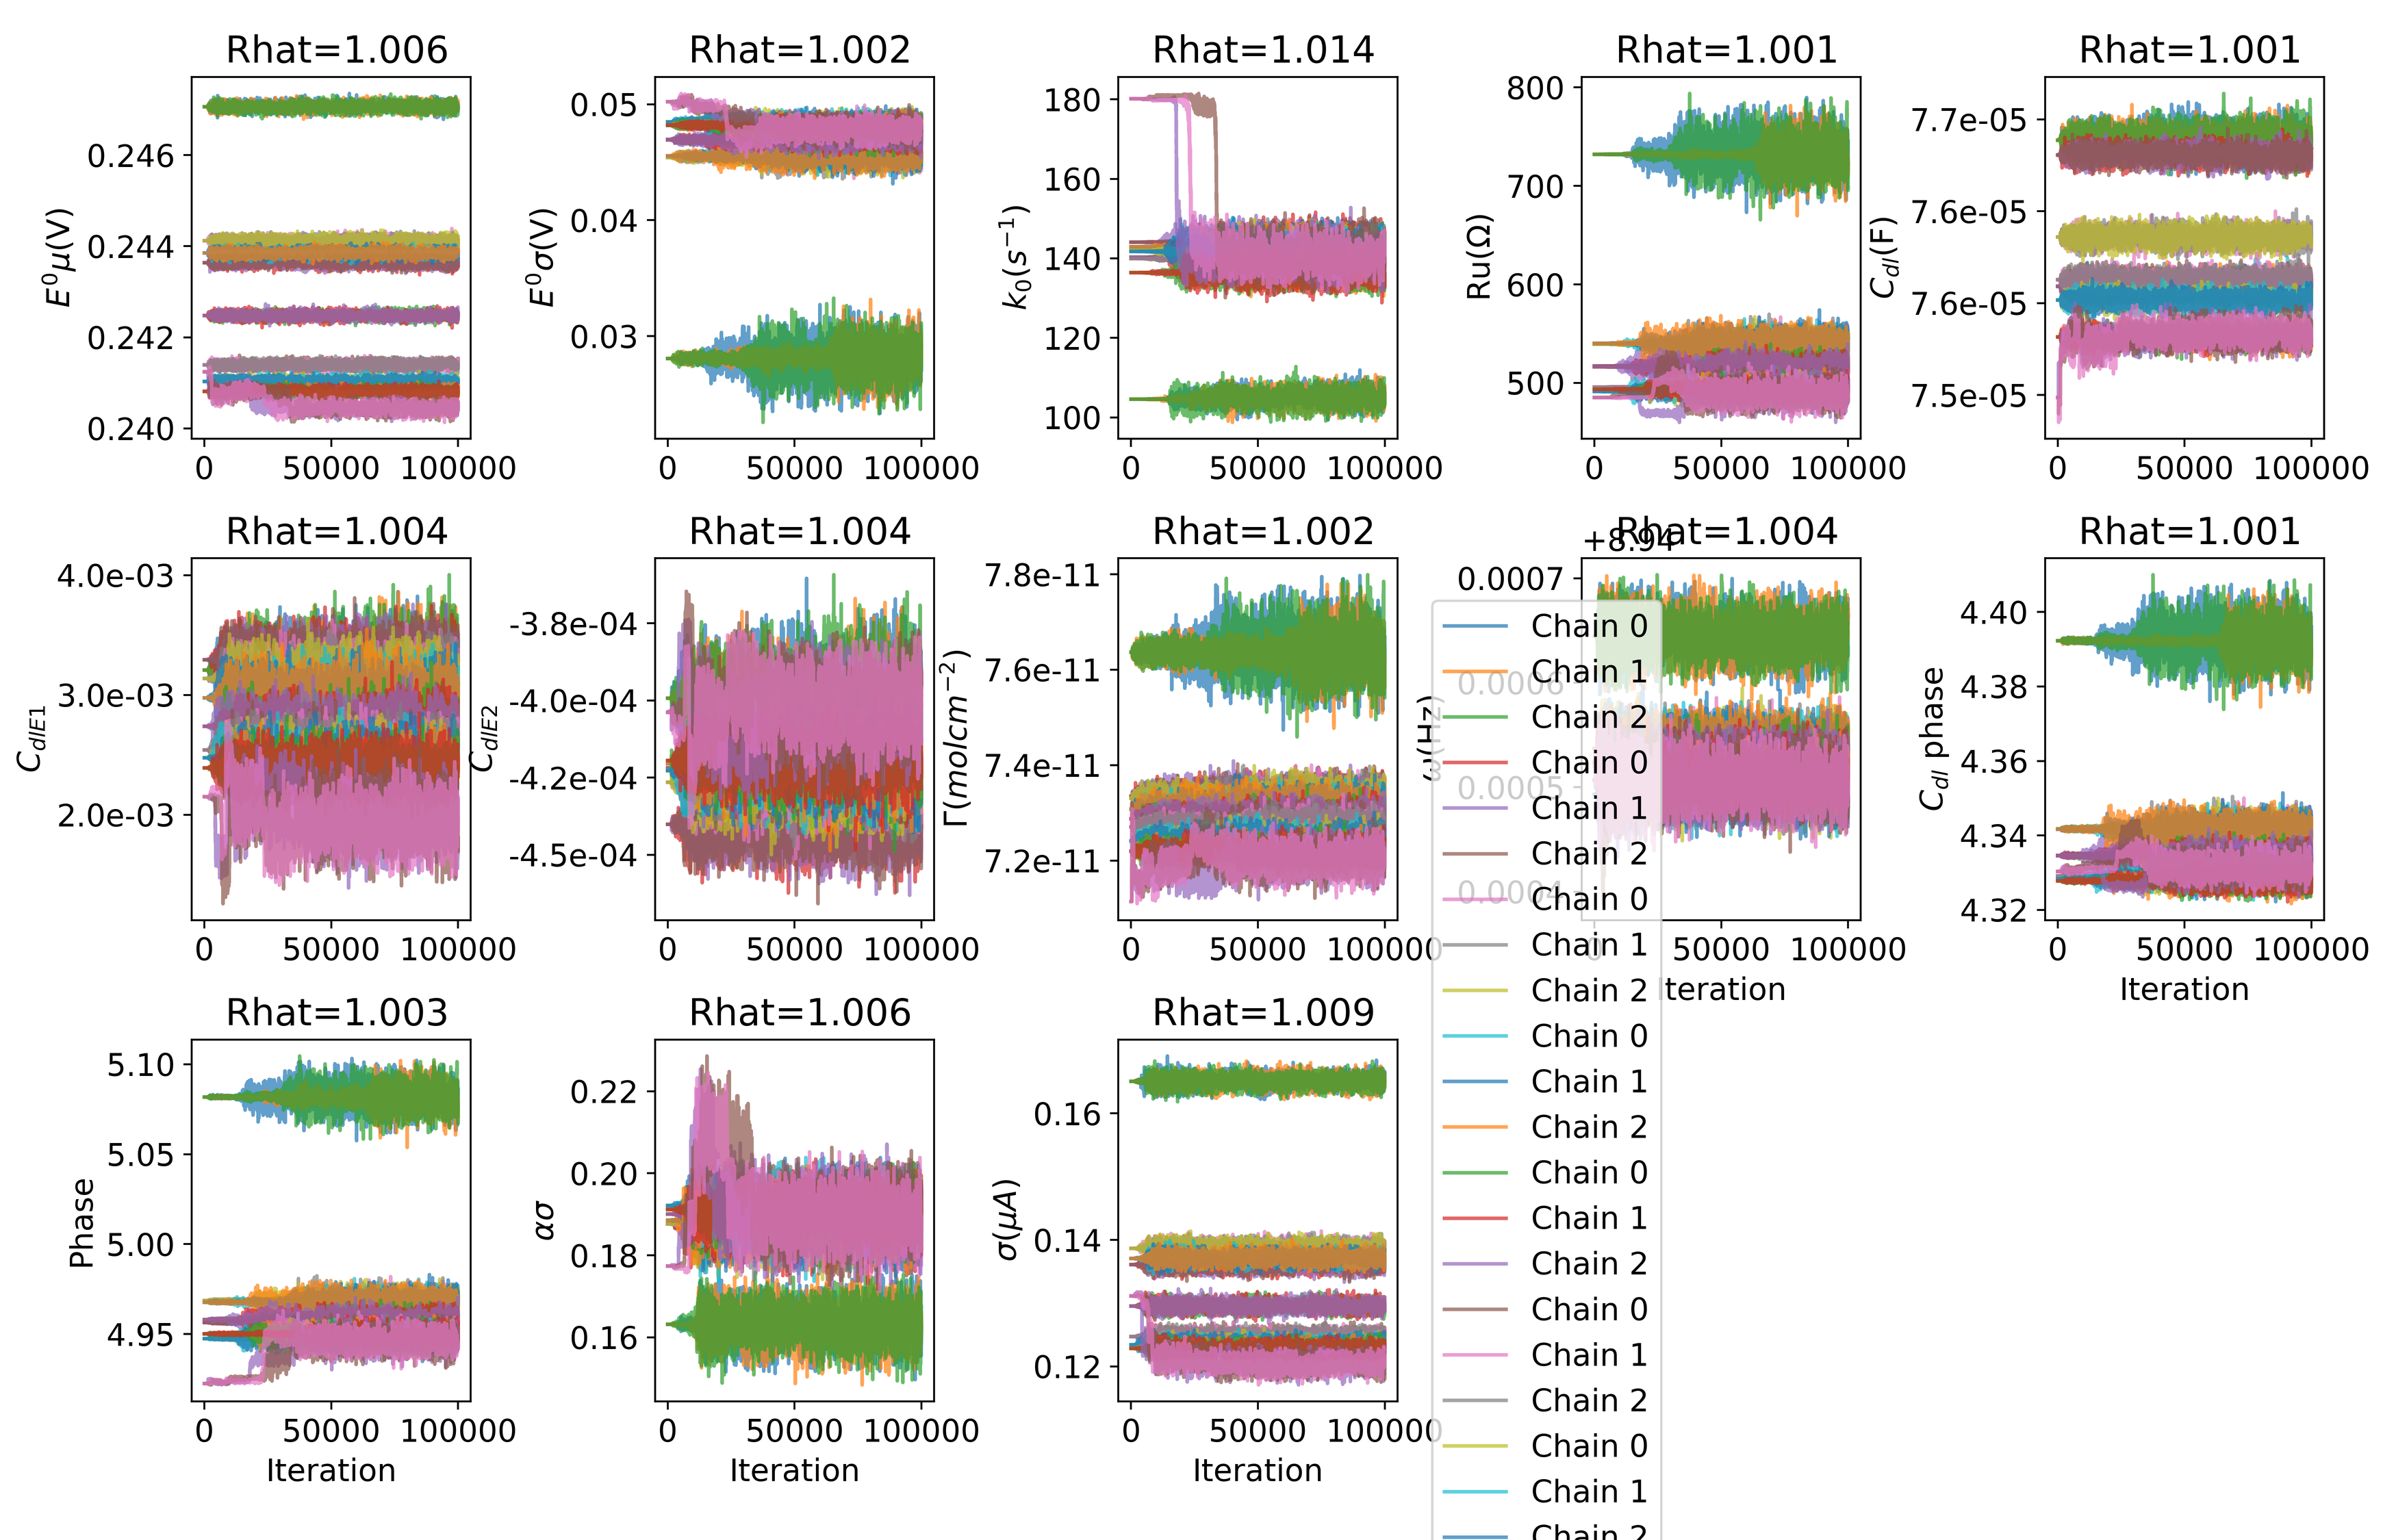 Rhat=1.006
Rhat=1.002
Rhat=1.014
Rhat=1.001
Rhat=1.001
E⁰μ(V)
0.246
0.244
0.242
0.240
0
50000
100000
E⁰σ(V)
0.05
0.04
0.03
0
50000
100000
k₀(s⁻¹)
180
160
140
120
100
0
50000
100000
Ru(Ω)
800
700
600
500
0
50000
100000
C_dl(F)
7.7e-05
7.6e-05
7.6e-05
7.5e-05
0
50000
100000
Rhat=1.004
Rhat=1.004
Rhat=1.002
Rhat=1.004
Rhat=1.001
C_dlE1
4.0e-03
3.0e-03
2.0e-03
0
50000
100000
C_dlE2
-3.8e-04
-4.0e-04
-4.2e-04
-4.5e-04
0
50000
100000
Γ(molcm⁻²)
7.8e-11
7.6e-11
7.4e-11
7.2e-11
0
50000
100000
+8.94
ω(Hz)
0.0007
0.0006
0.0005
0.0004
0
50000
100000
Iteration
C_dl phase
4.40
4.38
4.36
4.34
4.32
0
50000
100000
Iteration
Rhat=1.003
Rhat=1.006
Rhat=1.009
Phase
5.10
5.05
5.00
4.95
0
50000
100000
Iteration
ασ
0.22
0.20
0.18
0.16
0
50000
100000
Iteration
σ(μA)
0.16
0.14
0.12
0
50000
100000
Iteration
Chain 0
Chain 1
Chain 2
Chain 0
Chain 1
Chain 2
Chain 0
Chain 1
Chain 2
Chain 0
Chain 1
Chain 2
Chain 0
Chain 1
Chain 2
Chain 0
Chain 1
Chain 2
Chain 0
Chain 1
Chain 2